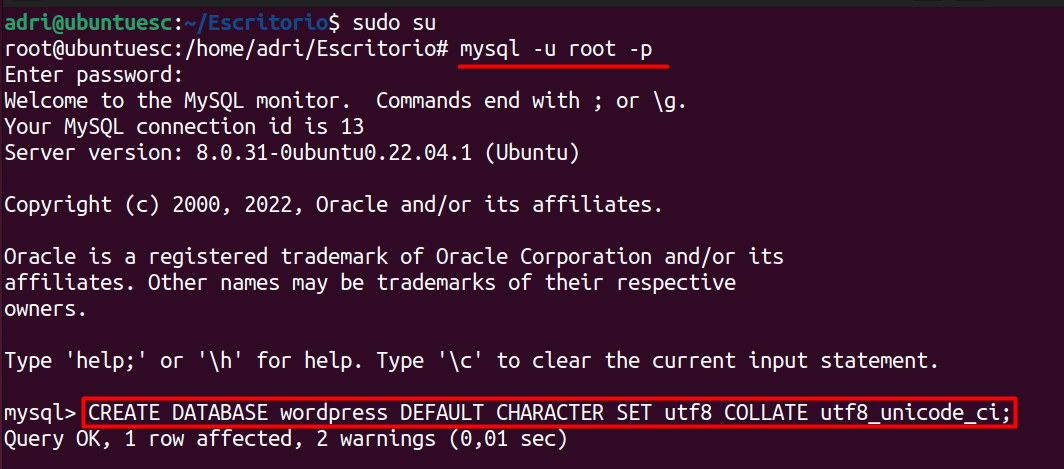 adri@ubuntuesc:~/Escritorio$ sudo su
root@ubuntuesc:/home/adri/Escritorio# mysql -u root -p
Enter password:
Welcome to the MySQL monitor.  Commands end with ; or \g.
Your MySQL connection id is 13
Server version: 8.0.31-0ubuntu0.22.04.1 (Ubuntu)
Copyright (c) 2000, 2022, Oracle and/or its affiliates.
Oracle is a registered trademark of Oracle Corporation and/or its
affiliates. Other names may be trademarks of their respective
owners.
Type 'help;' or '\h' for help. Type '\c' to clear the current input statement.
mysql> CREATE DATABASE wordpress DEFAULT CHARACTER SET utf8 COLLATE utf8_unicode_ci;
Query OK, 1 row affected, 2 warnings (0,01 sec)